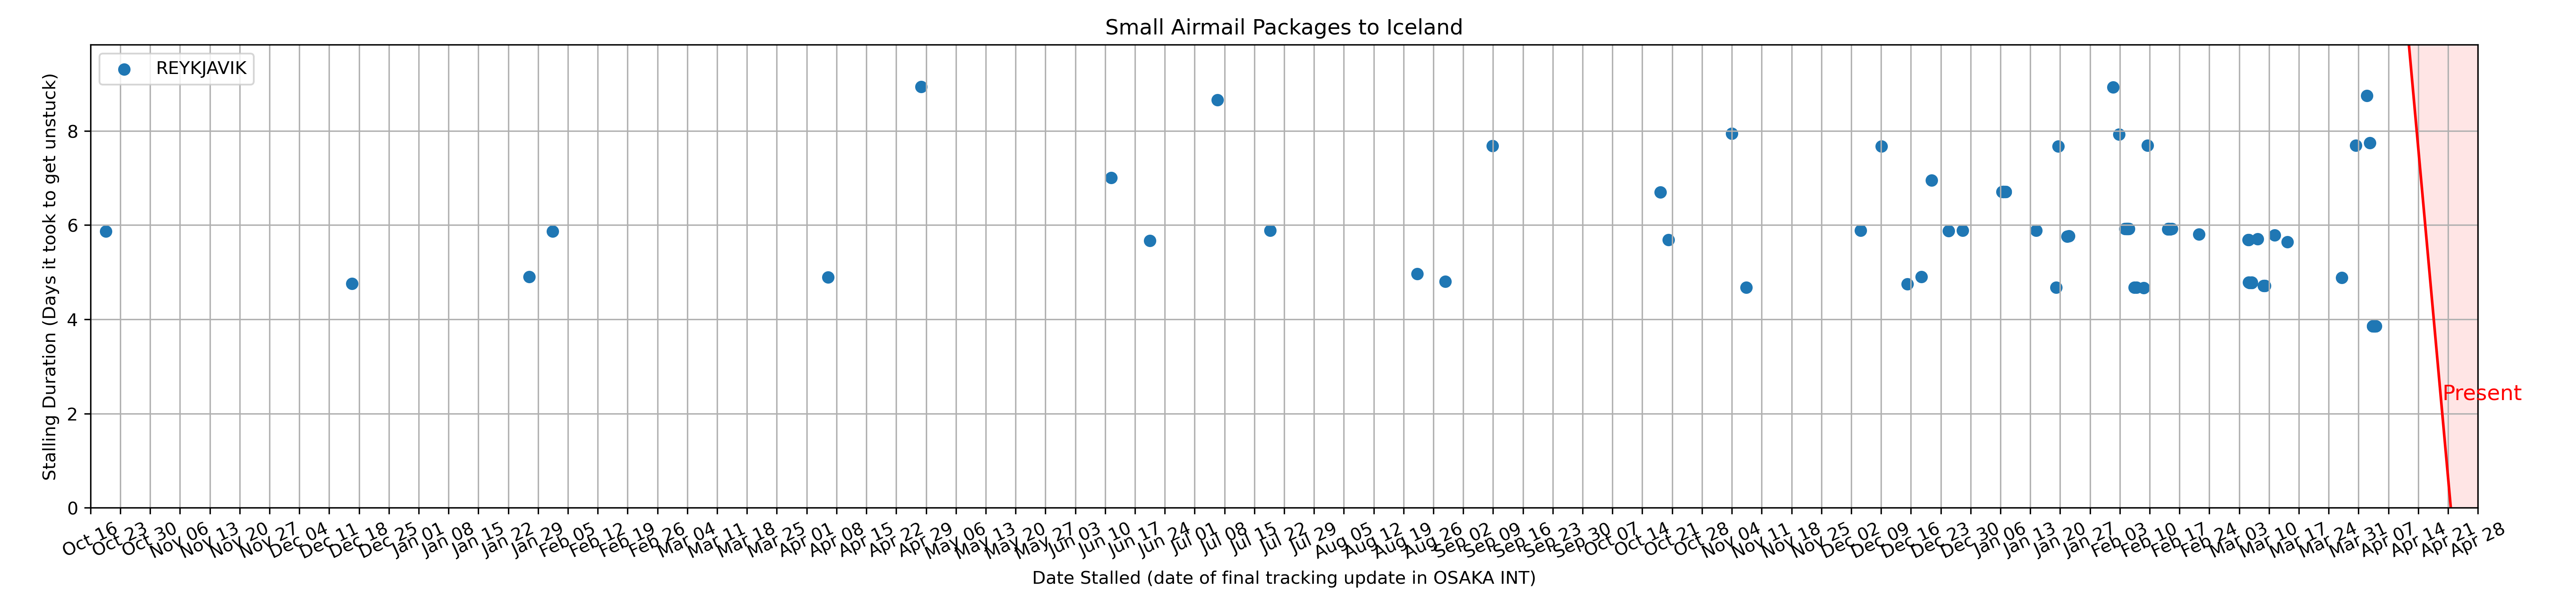 Small Airmail Packages to Iceland
REYKJAVIK
Stalling Duration (Days it took to get unstuck)
8
6
4
2
0
Present
Oct 16
Oct 23
Oct 30
Nov 06
Nov 13
Nov 20
Nov 27
Dec 04
Dec 11
Dec 18
Dec 25
Jan 01
Jan 08
Jan 15
Jan 22
Jan 29
Feb 05
Feb 12
Feb 19
Feb 26
Mar 04
Mar 11
Mar 18
Mar 25
Apr 01
Apr 08
Apr 15
Apr 22
Apr 29
May 06
May 13
May 20
May 27
Jun 03
Jun 10
Jun 17
Jun 24
Jul 01
Jul 08
Jul 15
Jul 22
Jul 29
Aug 05
Aug 12
Aug 19
Aug 26
Sep 02
Sep 09
Sep 16
Sep 23
Sep 30
Oct 07
Oct 14
Oct 21
Oct 28
Nov 04
Nov 11
Nov 18
Nov 25
Dec 02
Dec 09
Dec 16
Dec 23
Dec 30
Jan 06
Jan 13
Jan 20
Jan 27
Feb 03
Feb 10
Feb 17
Feb 24
Mar 03
Mar 10
Mar 17
Mar 24
Mar 31
Apr 07
Apr 14
Apr 21
Apr 28
Date Stalled (date of final tracking update in OSAKA INT)